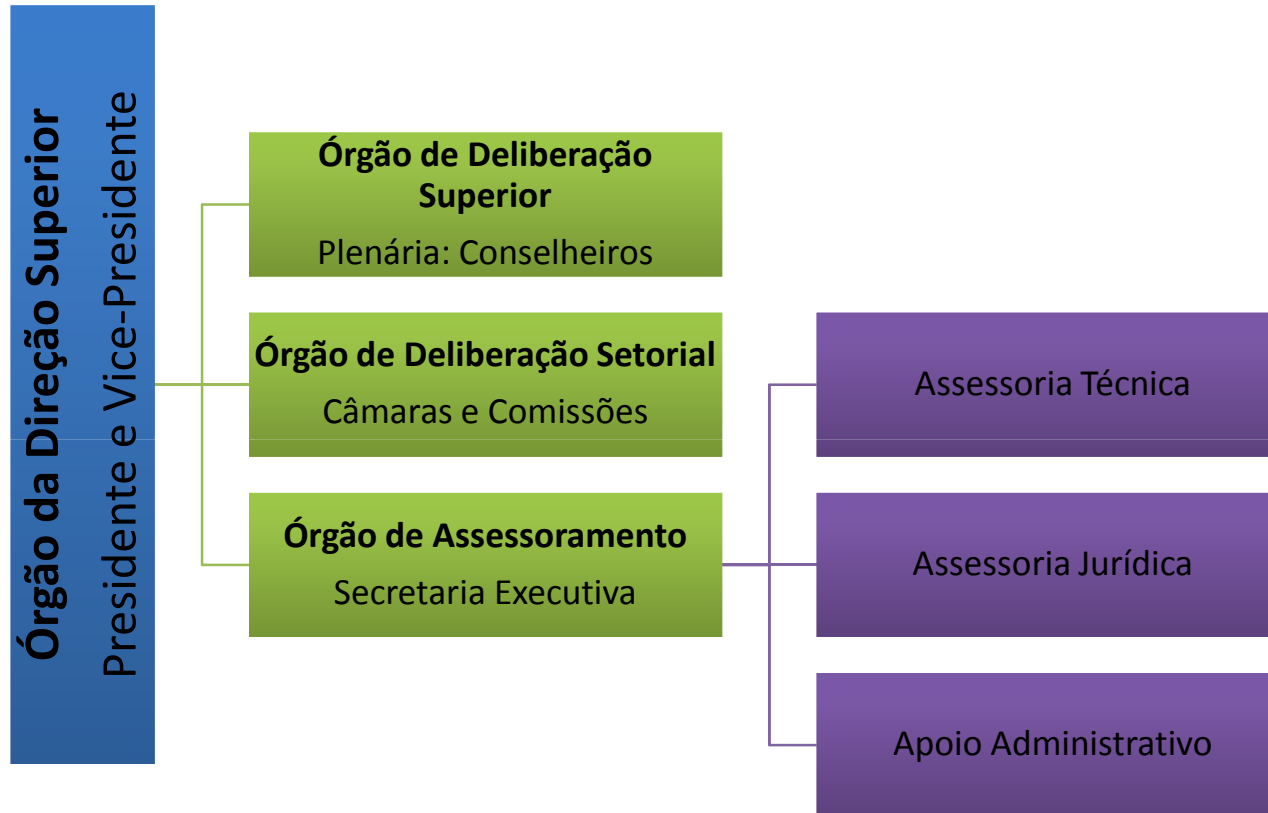 Órgão da Direção Superior
Presidente e Vice-Presidente
Órgão de Deliberação
Superior
Plenária: Conselheiros
Órgão de Deliberação Setorial
Câmaras e Comissões
Órgão de Assessoramento
Secretaria Executiva
Assessoria Técnica
Assessoria Jurídica
Apoio Administrativo